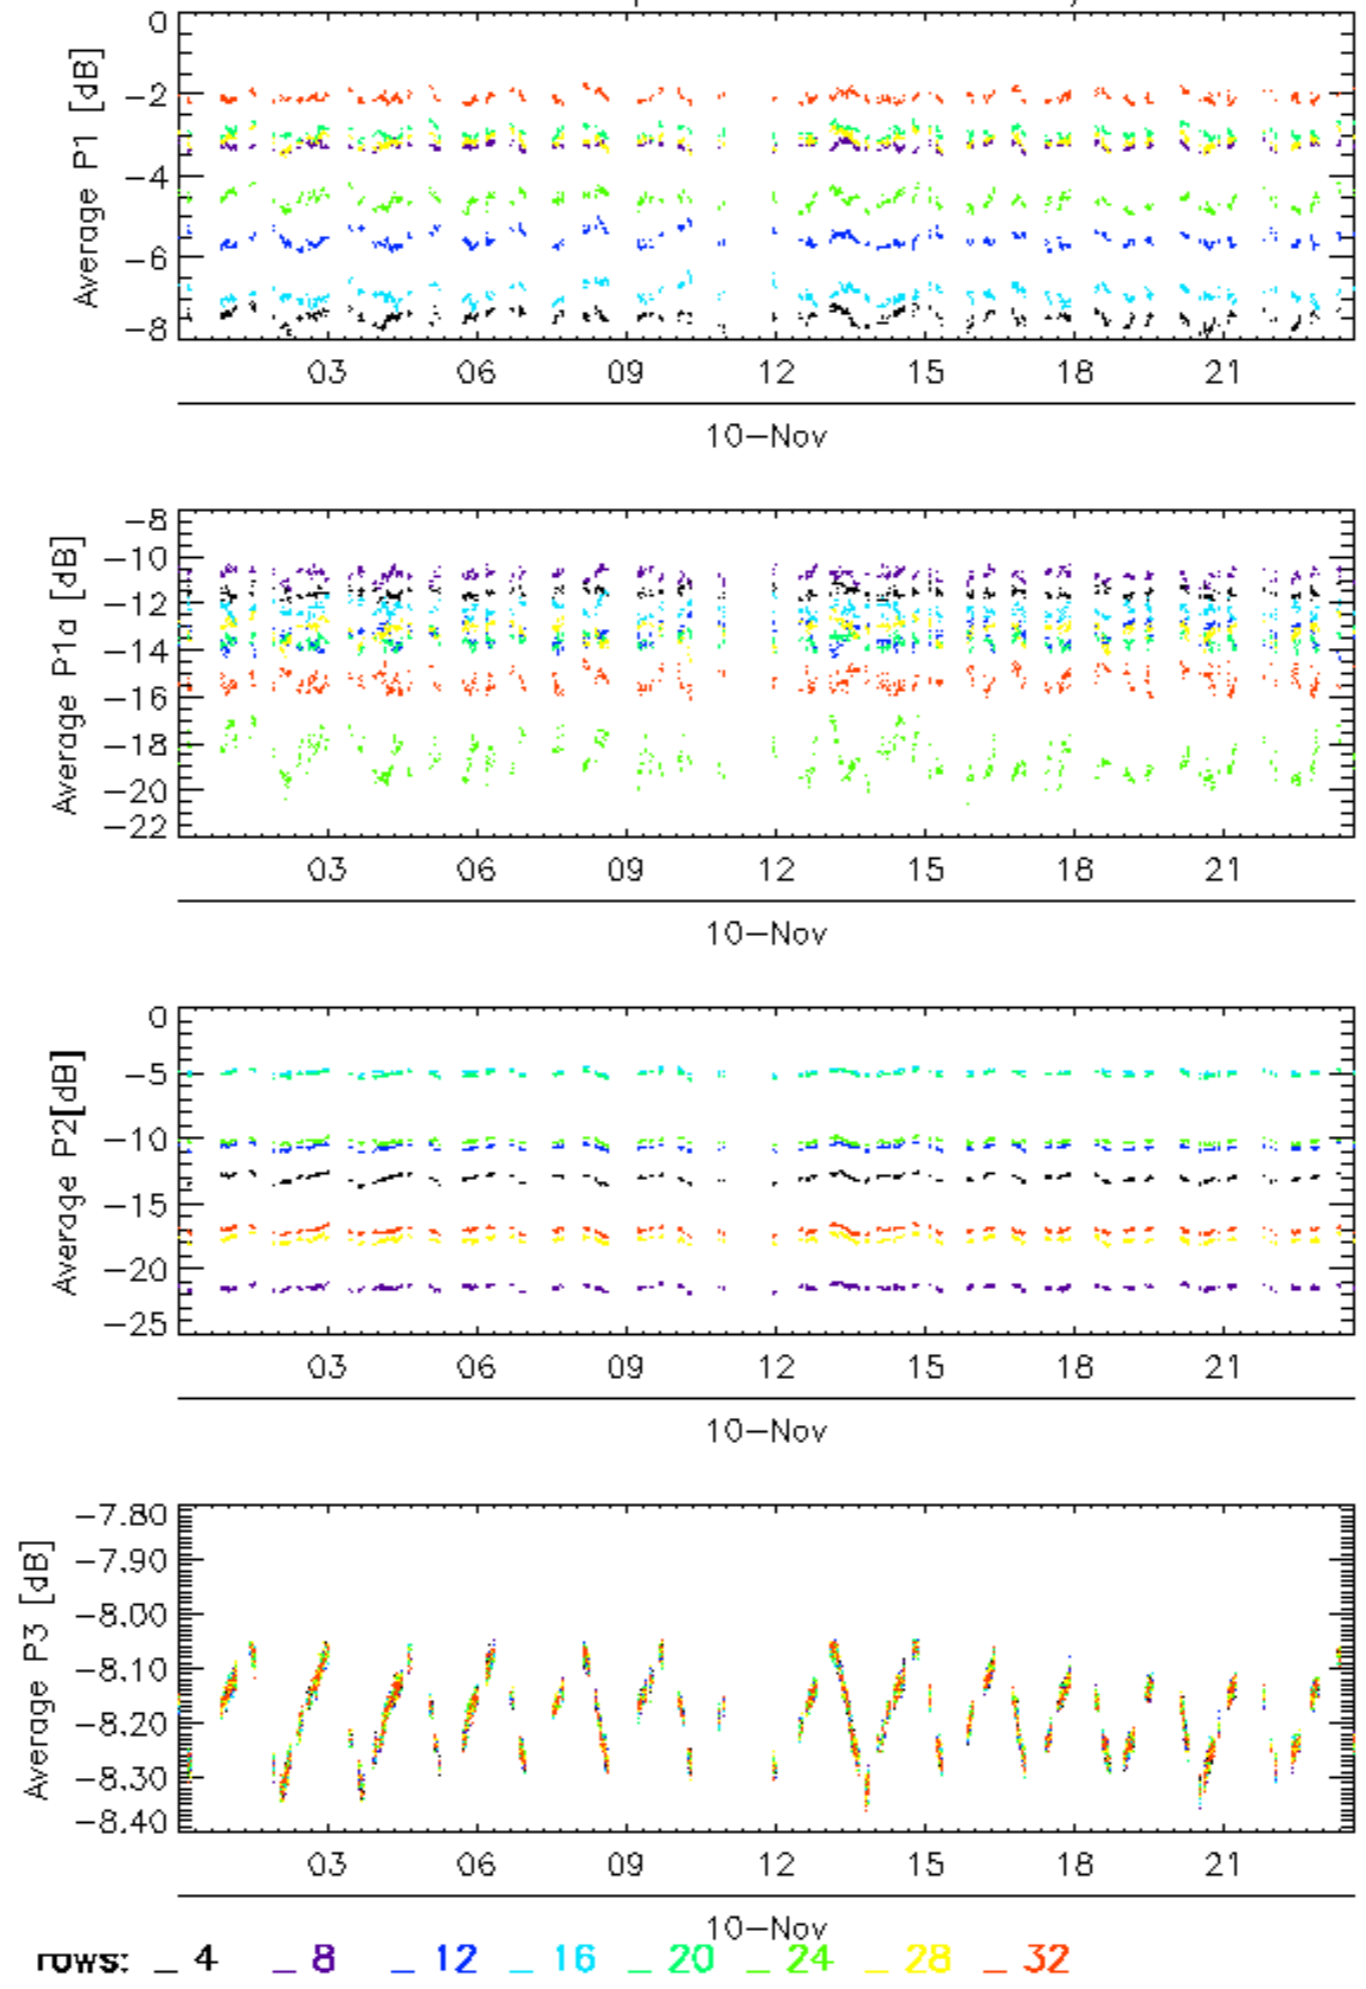 0
Average P1 [dB]
−2
−4
−6
−8
03 06 09 12 15 18 21
10−Nov
−8
Average P1a [dB]
−10
−12
−14
−16
−18
−20
−22
03 06 09 12 15 18 21
10−Nov
0
Average P2[dB]
−5
−10
−15
−20
−25
03 06 09 12 15 18 21
10−Nov
−7.80
Average P3 [dB]
−7.90
−8.00
−8.10
−8.20
−8.30
−8.40
03 06 09 12 15 18 21
10−Nov
rows: _ 4 _ 8 _ 12 _ 16 _ 20 _ 24 _ 28 _ 32